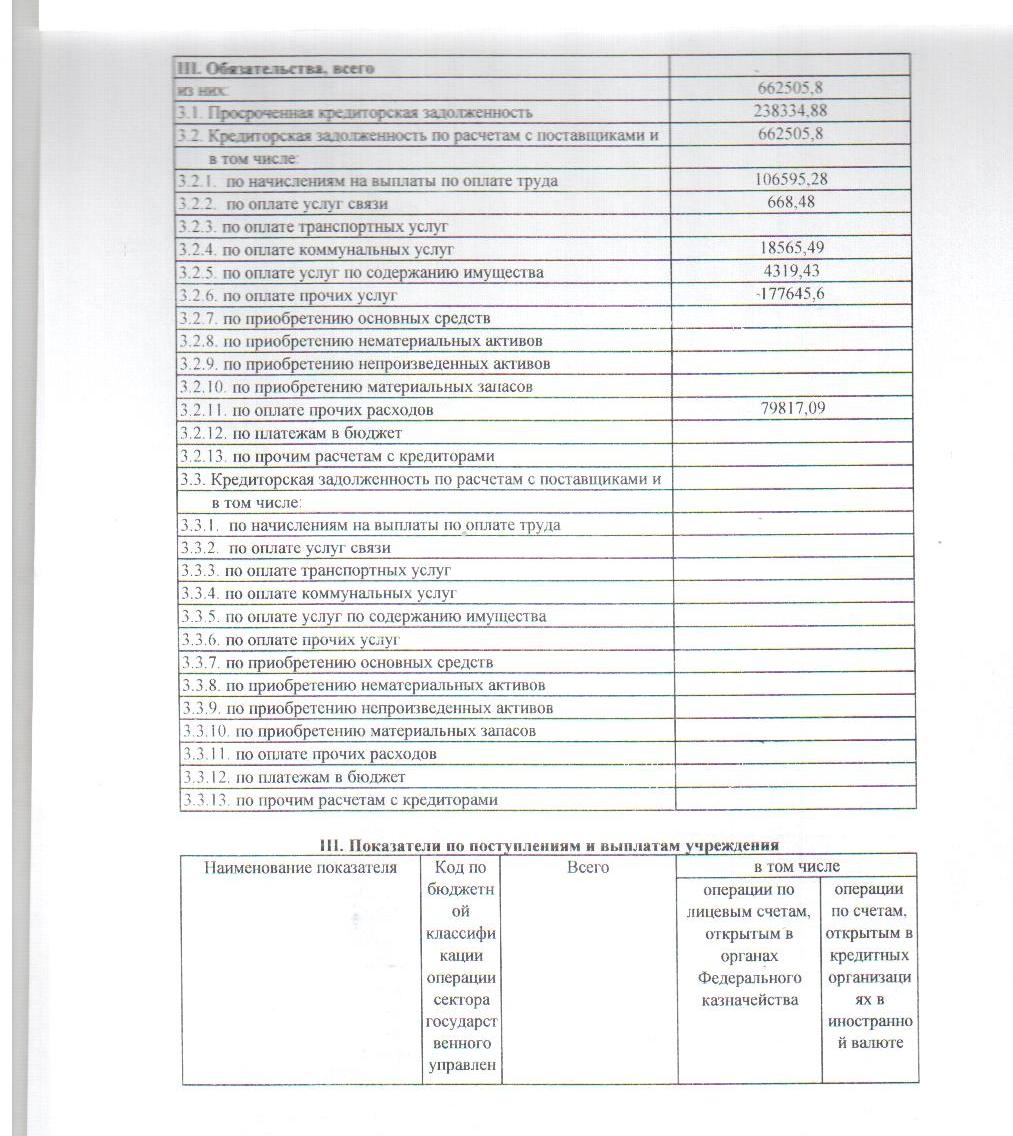 III. Обязательства, всего
из них: 662505,8
3.1. Просроченная кредиторская задолженность 238334,88
3.2. Кредиторская задолженность по расчетам с поставщиками и 662505,8
в том числе:
3.2.1. по начислениям на выплаты по оплате труда 106595,28
3.2.2. по оплате услуг связи 668,48
3.2.3. по оплате транспортных услуг
3.2.4. по оплате коммунальных услуг 18565,49
3.2.5. по оплате услуг по содержанию имущества 4319,43
3.2.6. по оплате прочих услуг -177645,6
3.2.7. по приобретению основных средств
3.2.8. по приобретению нематериальных активов
3.2.9. по приобретению непроизведенных активов
3.2.10. по приобретению материальных запасов
3.2.11. по оплате прочих расходов 79817,09
3.2.12. по платежам в бюджет
3.2.13. по прочим расчетам с кредиторами
3.3. Кредиторская задолженность по расчетам с поставщиками и
в том числе:
3.3.1. по начислениям на выплаты по оплате труда
3.3.2. по оплате услуг связи
3.3.3. по оплате транспортных услуг
3.3.4. по оплате коммунальных услуг
3.3.5. по оплате услуг по содержанию имущества
3.3.6. по оплате прочих услуг
3.3.7. по приобретению основных средств
3.3.8. по приобретению нематериальных активов
3.3.9. по приобретению непроизведенных активов
3.3.10. по приобретению материальных запасов
3.3.11. по оплате прочих расходов
3.3.12. по платежам в бюджет
3.3.13. по прочим расчетам с кредиторами
III. Показатели по поступлениям и выплатам учреждения
Наименование показателя
Код по
бюджетн
ой
классифи
кации
операции
сектора
государст
венного
управлен
Всего
в том числе
операции по
лицевым счетам,
открытым в
органах
Федерального
казначейства
операции
по счетам,
открытым в
кредитных
организаци
ях в
иностранно
й валюте